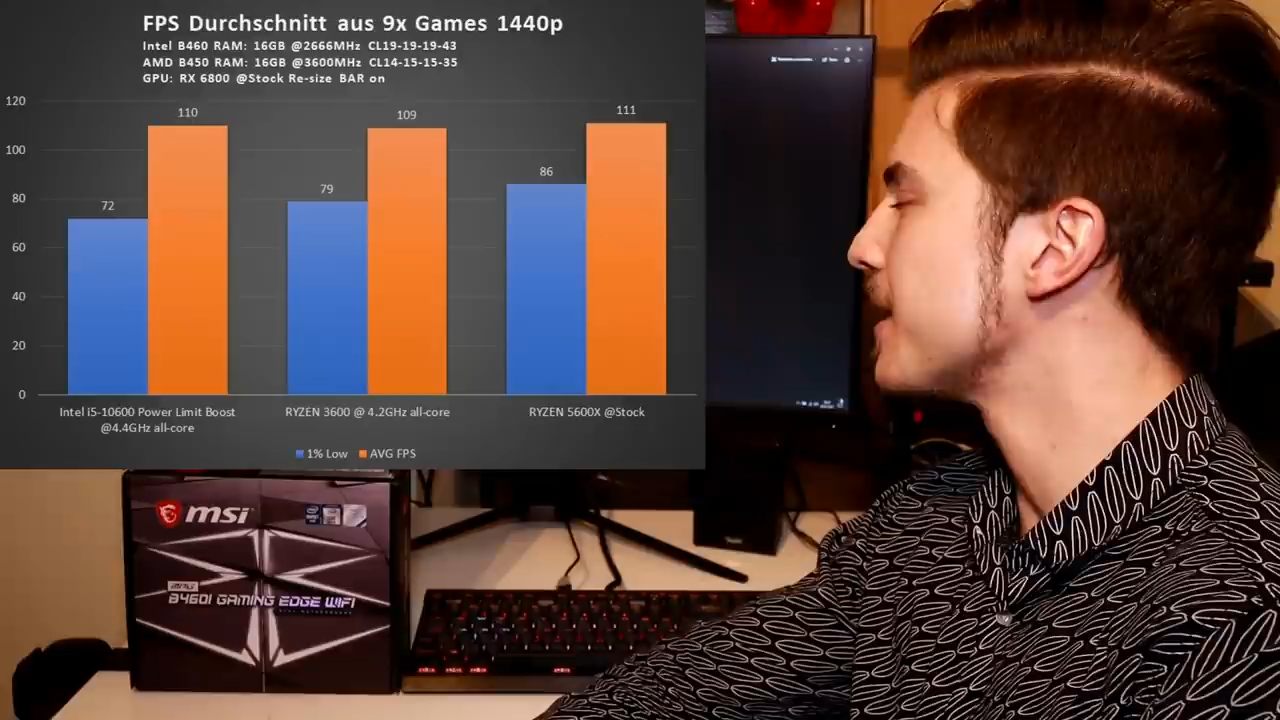 FPS Durchschnitt aus 9x Games 1440p
Intel B460 RAM: 16GB @2666MHz CL19-19-19-43
AMD B450 RAM: 16GB @3600MHz CL14-15-15-35
GPU: RX 6800 @Stock Re-size BAR on
120
100
80
60
40
20
0
72
110
79
109
86
111
Intel i5-10600 Power Limit Boost
@4.4GHz all-core
RYZEN 3600 @ 4.2GHz all-core
RYZEN 5600X @Stock
1% Low
AVG FPS
msi
MPG
B460I GAMING EDGE WIFI